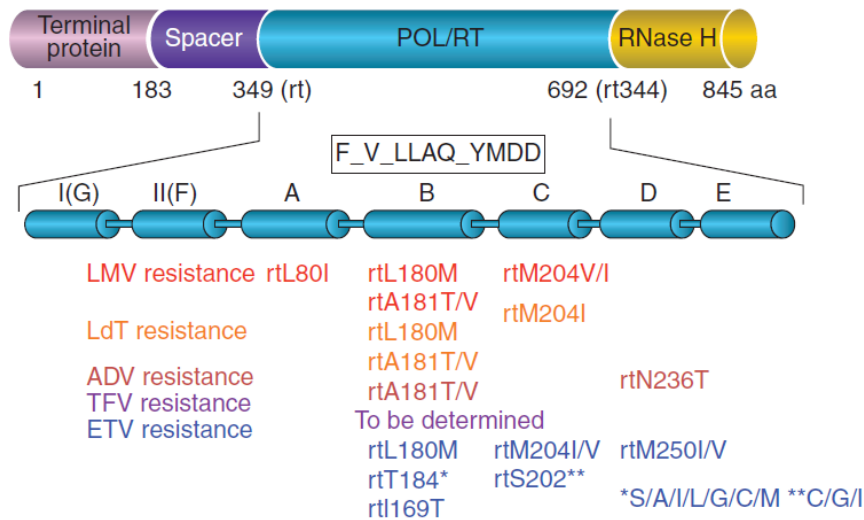 Terminal protein Spacer POL/RT RNase H
1 183 349 (rt) 692 (rt344) 845 aa
F_V_LLAQ_YMDD
I(G) II(F) A B C D E
LMV resistance rtL80I rtL180M rtM204V/I
rtA181T/V
LdT resistance rtL180M rtM204I
rtA181T/V
ADV resistance rtA181T/V rtN236T
TFV resistance To be determined
ETV resistance rtL180M rtM204I/V rtM250I/V
rtT184* rtS202**
rtI169T *S/A/I/L/G/C/M **C/G/I